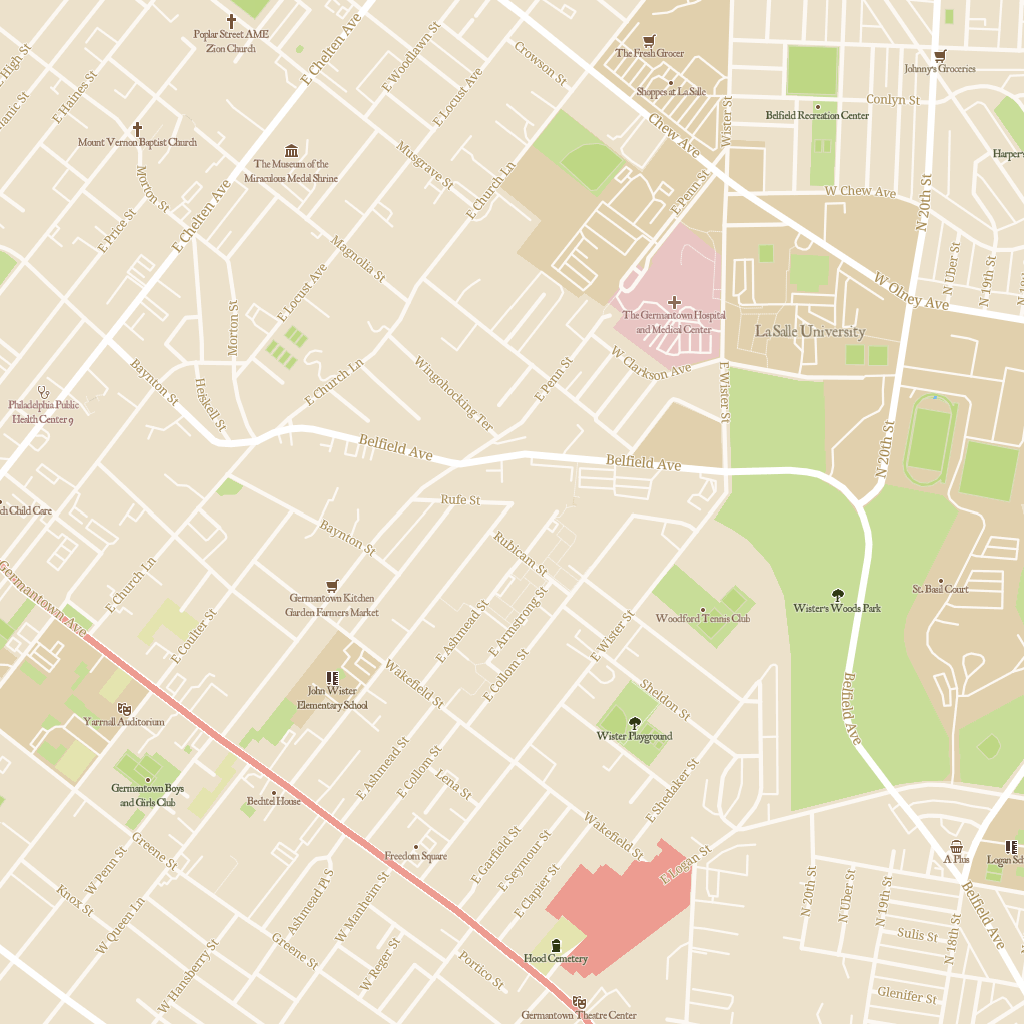 Poplar Street AME
Zion Church
E Chelten Ave
E Woodlawn St
Crowson St
The Fresh Grocer
Shoppes at La Salle
Johnny's Groceries
Conlyn St
Belfield Recreation Center
High St
E Haines St
E Locust Ave
Wister St
Chew Ave
Mount Vernon Baptist Church
The Museum of the
Miraculous Medal Shrine
Musgrave St
E Church Ln
E Penn St
W Chew Ave
N 20th St
Morton St
E Price St
E Chelten Ave
Magnolia St
N Uber St
N 19th St
W Olney Ave
E Locust Ave
The Germantown Hospital
and Medical Center
La Salle University
Morton St
W Clarkson Ave
E Wister St
Baynton St
Heiskell St
E Church Ln
Wingohocking Ter
E Penn St
Philadelphia Public
Health Center 9
Belfield Ave
Belfield Ave
N 20th St
Rufe St
Child Care
Baynton St
Rubicam St
Germantown Ave
E Church Ln
Germantown Kitchen
Garden Farmers Market
E Coulter St
E Ashmead St
E Armstrong St
E Collom St
E Wister St
Woodford Tennis Club
Wister's Woods Park
St. Basil Court
John Wister
Elementary School
Wakefield St
Sheldon St
Yarrnall Auditorium
Wister Playground
Belfield Ave
E Ashmead St
E Collom St
Lena St
E Shedaker St
Germantown Boys
and Girls Club
Bechtel House
Freedom Square
Wakefield St
E Logan St
Greene St
W Penn St
Knox St
W Queen Ln
E Garfield St
E Seymour St
E Clapier St
A Plus
Ashmead Pl S
W Manheim St
W Hansberry St
Greene St
W Reger St
Portico St
Hood Cemetery
Germantown Theatre Center
N 20th St
N Uber St
N 19th St
Sulis St
N 18th St
Belfield Ave
Glenifer St